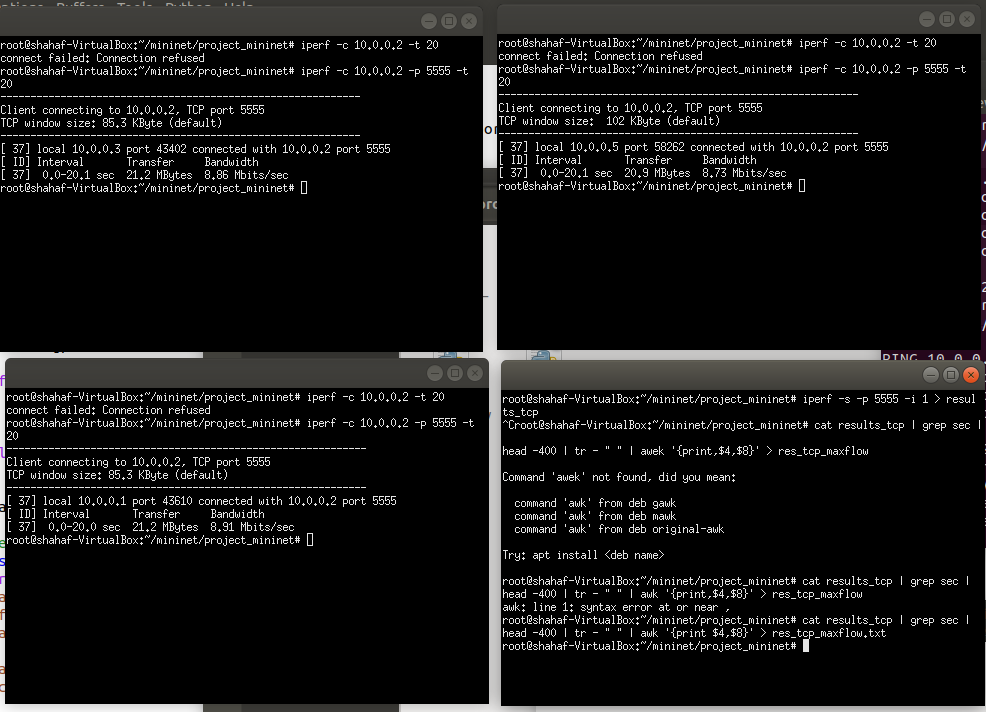 root@shahaf-VirtualBox:~/mininet/project_mininet# iperf -c 10.0.0.2 -t 20
connect failed: Connection refused
root@shahaf-VirtualBox:~/mininet/project_mininet# iperf -c 10.0.0.2 -p 5555 -t
20
------------------------------------------------------------
Client connecting to 10.0.0.2, TCP port 5555
TCP window size: 85.3 KByte (default)
------------------------------------------------------------
[ 37] local 10.0.0.3 port 43402 connected with 10.0.0.2 port 5555
[ ID] Interval       Transfer     Bandwidth
[ 37]  0.0-20.1 sec  21.2 MBytes  8.86 Mbits/sec
root@shahaf-VirtualBox:~/mininet/project_mininet#
root@shahaf-VirtualBox:~/mininet/project_mininet# iperf -c 10.0.0.2 -t 20
connect failed: Connection refused
root@shahaf-VirtualBox:~/mininet/project_mininet# iperf -c 10.0.0.2 -p 5555 -t
20
------------------------------------------------------------
Client connecting to 10.0.0.2, TCP port 5555
TCP window size:  102 KByte (default)
------------------------------------------------------------
[ 37] local 10.0.0.5 port 58262 connected with 10.0.0.2 port 5555
[ ID] Interval       Transfer     Bandwidth
[ 37]  0.0-20.1 sec  20.9 MBytes  8.73 Mbits/sec
root@shahaf-VirtualBox:~/mininet/project_mininet#
PING 10.0.0
root@shahaf-VirtualBox:~/mininet/project_mininet# iperf -c 10.0.0.2 -t 20
connect failed: Connection refused
root@shahaf-VirtualBox:~/mininet/project_mininet# iperf -c 10.0.0.2 -p 5555 -t
20
------------------------------------------------------------
Client connecting to 10.0.0.2, TCP port 5555
TCP window size: 85.3 KByte (default)
------------------------------------------------------------
[ 37] local 10.0.0.1 port 43610 connected with 10.0.0.2 port 5555
[ ID] Interval       Transfer     Bandwidth
[ 37]  0.0-20.0 sec  21.2 MBytes  8.91 Mbits/sec
root@shahaf-VirtualBox:~/mininet/project_mininet#
root@shahaf-VirtualBox:~/mininet/project_mininet# iperf -s -p 5555 -i 1 > resul
ts_tcp
^Croot@shahaf-VirtualBox:~/mininet/project_mininet# cat results_tcp | grep sec |
head -400 | tr - " " | awek '{print,$4,$8}' > res_tcp_maxflow
Command 'awek' not found, did you mean:
command 'awk' from deb gawk
command 'awk' from deb mawk
command 'awk' from deb original-awk
Try: apt install <deb name>
root@shahaf-VirtualBox:~/mininet/project_mininet# cat results_tcp | grep sec |
head -400 | tr - " " | awk '{print,$4,$8}' > res_tcp_maxflow
awk: line 1: syntax error at or near ,
root@shahaf-VirtualBox:~/mininet/project_mininet# cat results_tcp | grep sec |
head -400 | tr - " " | awk '{print $4,$8}' > res_tcp_maxflow.txt
root@shahaf-VirtualBox:~/mininet/project_mininet#